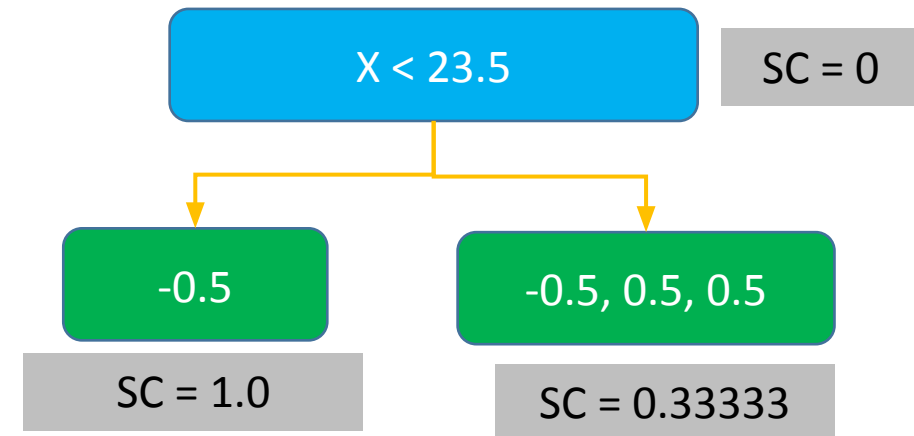 X < 23.5
SC = 0
-0.5
-0.5, 0.5, 0.5
SC = 1.0
SC = 0.33333